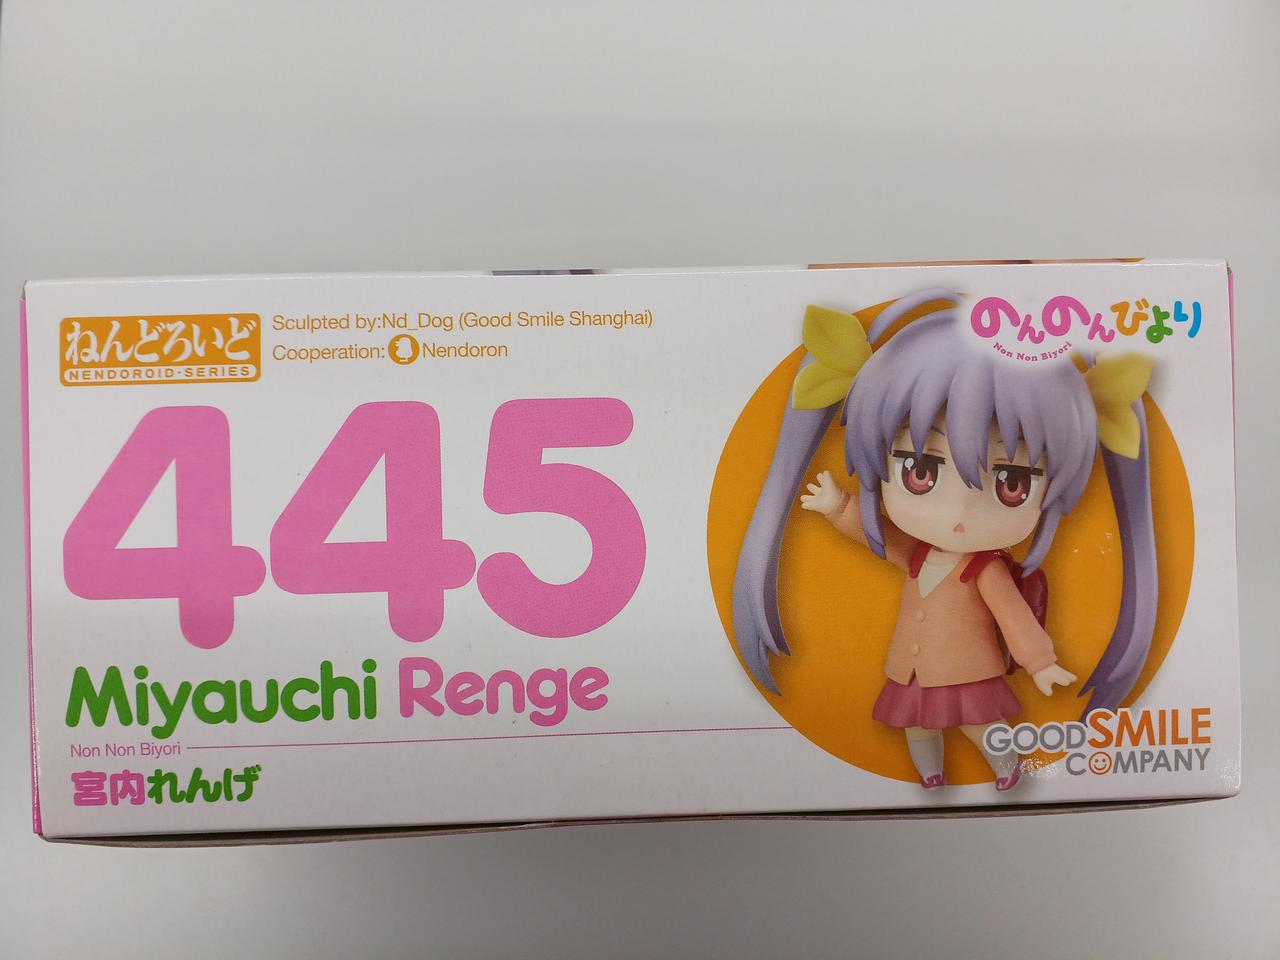 ねんどろいど
NENDOROID·SERIES
Sculpted by:Nd_Dog (Good Smile Shanghai)
Cooperation: Nendoron
445
Miyauchi Renge
Non Non Biyori
宮内れんげ
のんのんびより
Non Non Biyori
GOOD SMILE
COMPANY